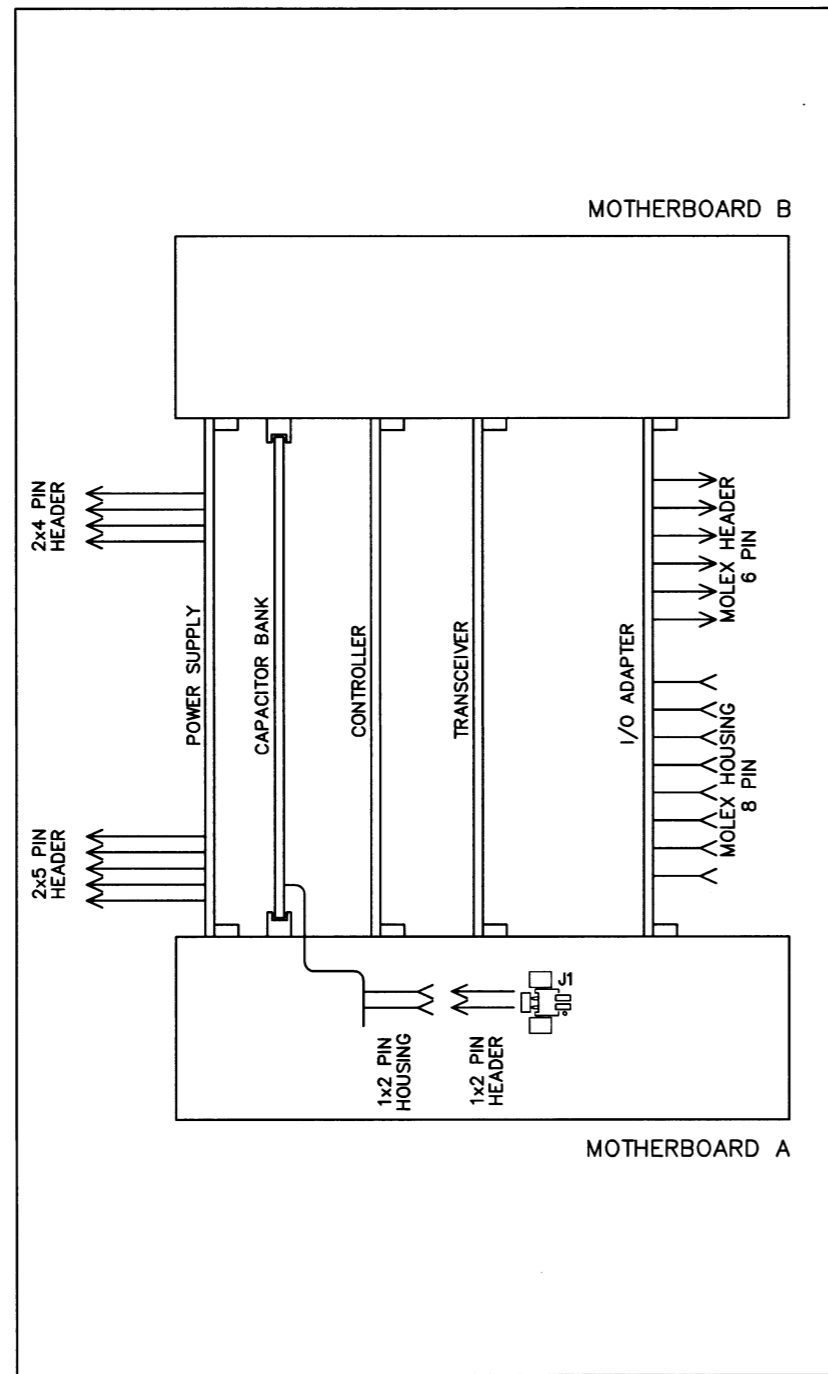 MOTHERBOARD B
2x4 PIN
HEADER
2x5 PIN
HEADER
POWER SUPPLY
CAPACITOR BANK
CONTROLLER
TRANSCEIVER
I/O ADAPTER
MOLEX HEADER
6 PIN
MOLEX HOUSING
8 PIN
1x2 PIN
HOUSING
1x2 PIN
HEADER
J1
MOTHERBOARD A